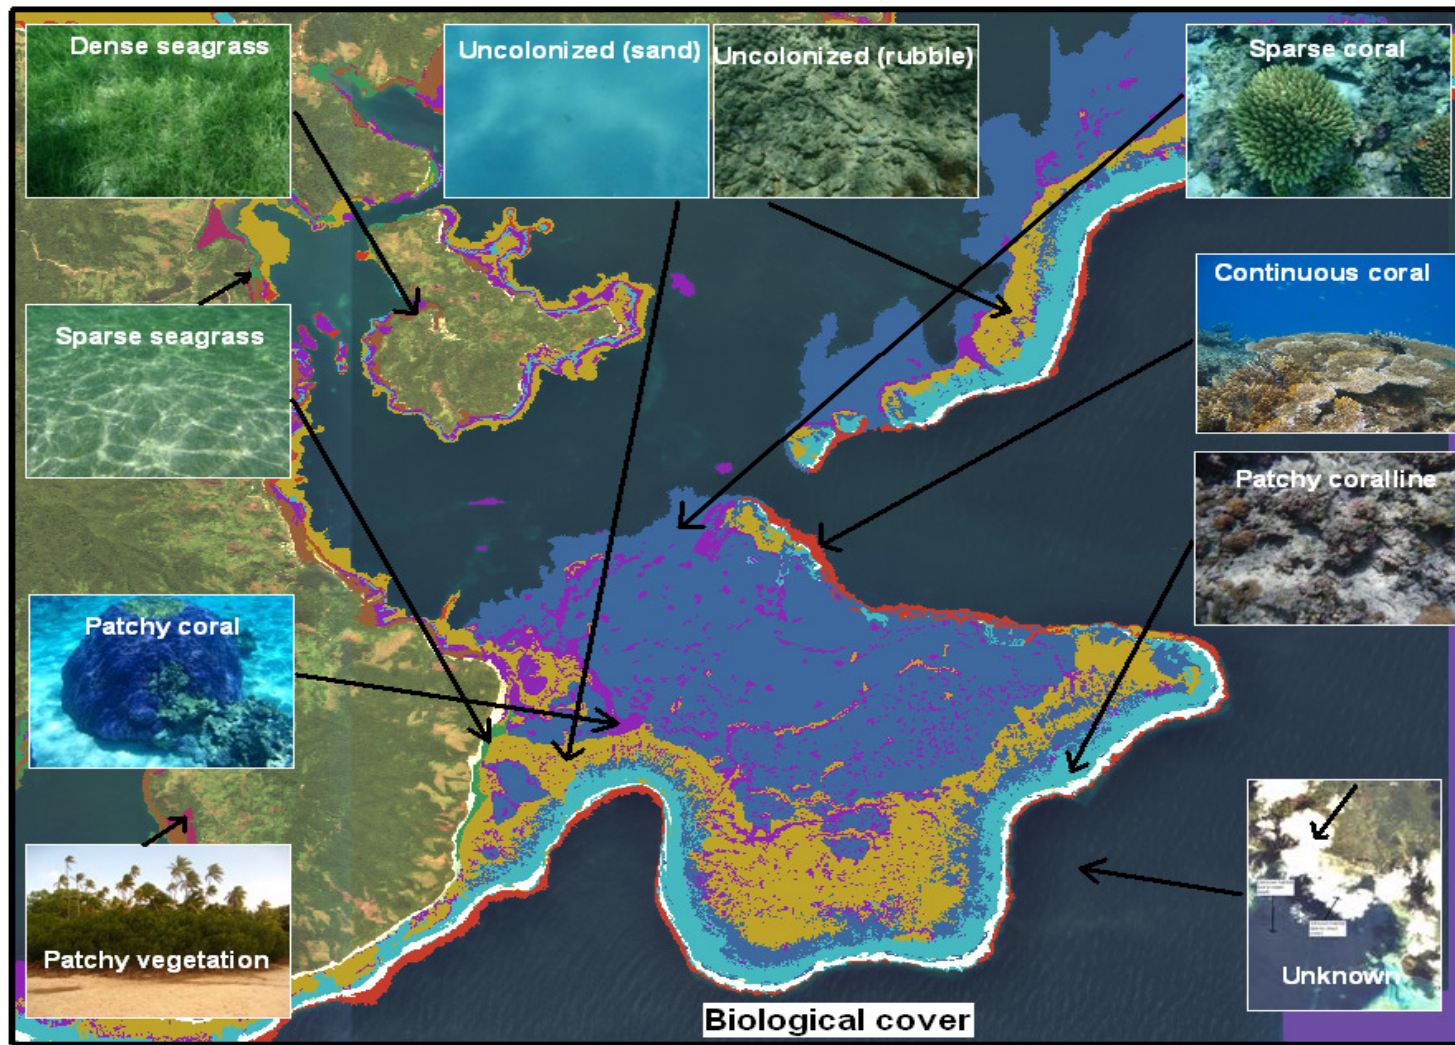 Dense seagrass
Uncolonized (sand)
Uncolonized (rubble)
Sparse coral
Continuous coral
Sparse seagrass
Patchy coralline
Patchy coral
Patchy vegetation
Unknown
Biological cover